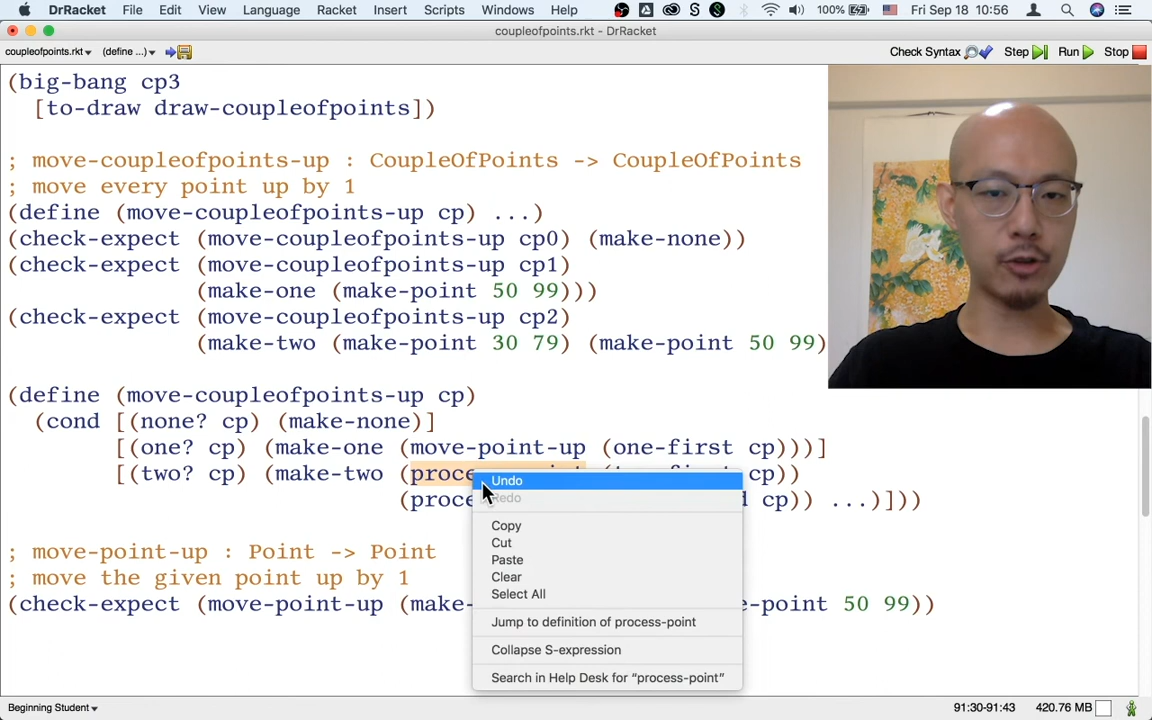 DrRacket File Edit View Language Racket Insert Scripts Windows Help 100% Fri Sep 18 10:56
coupleofpoints.rkt - DrRacket
coupleofpoints.rkt (define ...) Check Syntax Step Run Stop
(big-bang cp3
[to-draw draw-coupleofpoints])
; move-coupleofpoints-up : CoupleOfPoints -> CoupleOfPoints
; move every point up by 1
(define (move-coupleofpoints-up cp) ...)
(check-expect (move-coupleofpoints-up cp0) (make-none))
(check-expect (move-coupleofpoints-up cp1)
(make-one (make-point 50 99)))
(check-expect (move-coupleofpoints-up cp2)
(make-two (make-point 30 79) (make-point 50 99)
(define (move-coupleofpoints-up cp)
(cond [(none? cp) (make-none)]
[(one? cp) (make-one (move-point-up (one-first cp)))]
[(two? cp) (make-two (proce cp))
(proce cp)) ...)]))
; move-point-up : Point -> Point
; move the given point up by 1
(check-expect (move-point-up (make- e-point 50 99))
Undo
Redo
Copy
Cut
Paste
Clear
Select All
Jump to definition of process-point
Collapse S-expression
Search in Help Desk for “process-point”
Beginning Student 91:30-91:43 420.76 MB